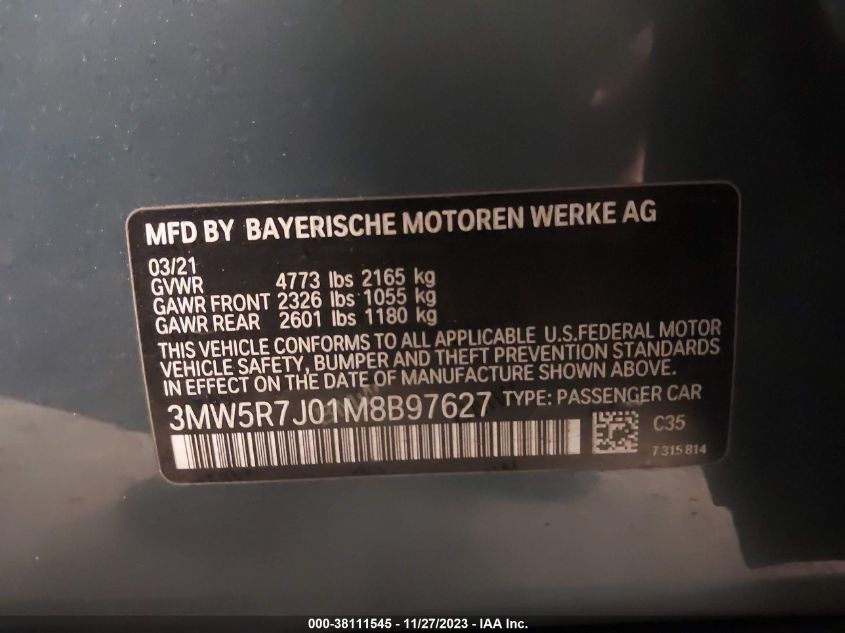 MFD BY BAYERISCHE MOTOREN WERKE AG
03/21
GVWR 4773 lbs 2165 kg
GAWR FRONT 2326 lbs 1055 kg
GAWR REAR 2601 lbs 1180 kg
THIS VEHICLE CONFORMS TO ALL APPLICABLE U.S.FEDERAL MOTOR
VEHICLE SAFETY, BUMPER AND THEFT PREVENTION STANDARDS
IN EFFECT ON THE DATE OF MANUFACTURE SHOWN ABOVE.
3MW5R7J01M8B97627 TYPE: PASSENGER CAR
C35
7 315 814
000-38111545 - 11/27/2023 - IAA Inc.